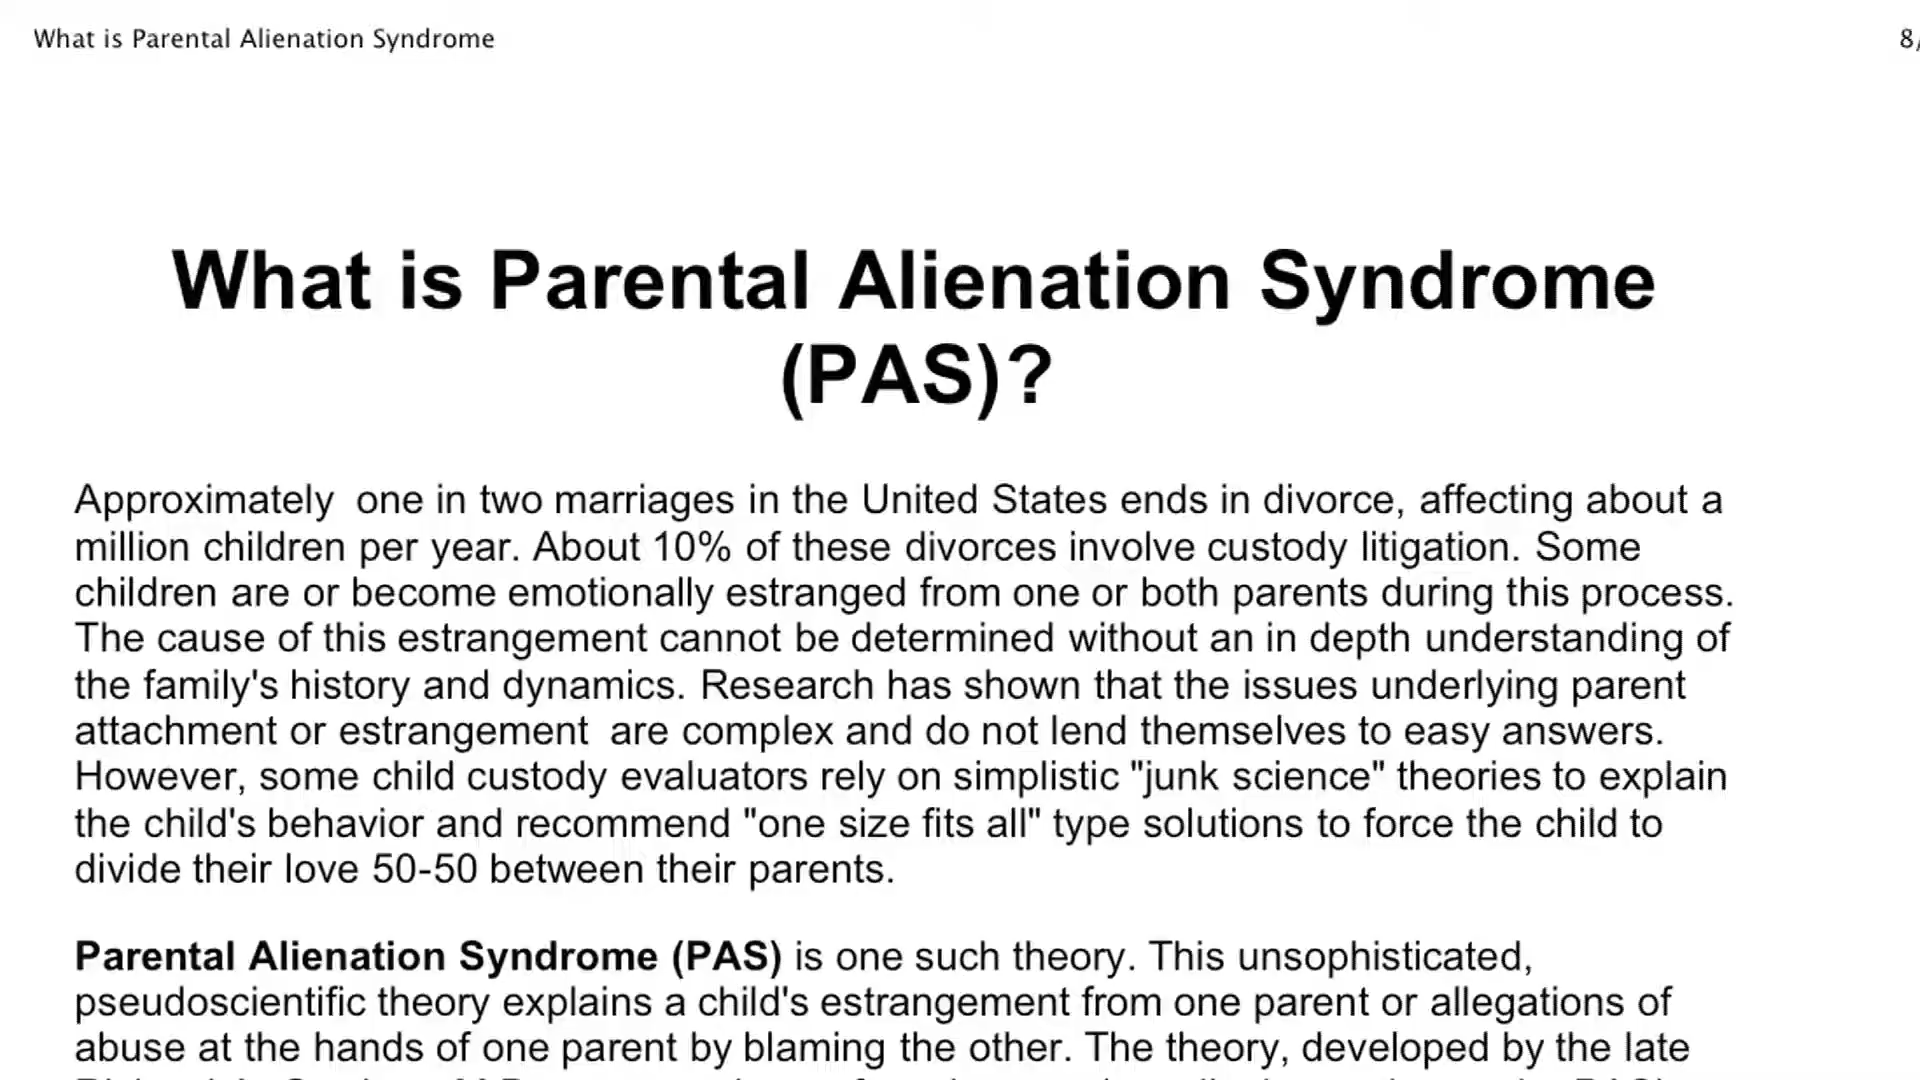 What is Parental Alienation Syndrome
8/
What is Parental Alienation Syndrome
(PAS)?
Approximately one in two marriages in the United States ends in divorce, affecting about a
million children per year. About 10% of these divorces involve custody litigation. Some
children are or become emotionally estranged from one or both parents during this process.
The cause of this estrangement cannot be determined without an in depth understanding of
the family's history and dynamics. Research has shown that the issues underlying parent
attachment or estrangement are complex and do not lend themselves to easy answers.
However, some child custody evaluators rely on simplistic "junk science" theories to explain
the child's behavior and recommend "one size fits all" type solutions to force the child to
divide their love 50-50 between their parents.
Parental Alienation Syndrome (PAS) is one such theory. This unsophisticated,
pseudoscientific theory explains a child's estrangement from one parent or allegations of
abuse at the hands of one parent by blaming the other. The theory, developed by the late